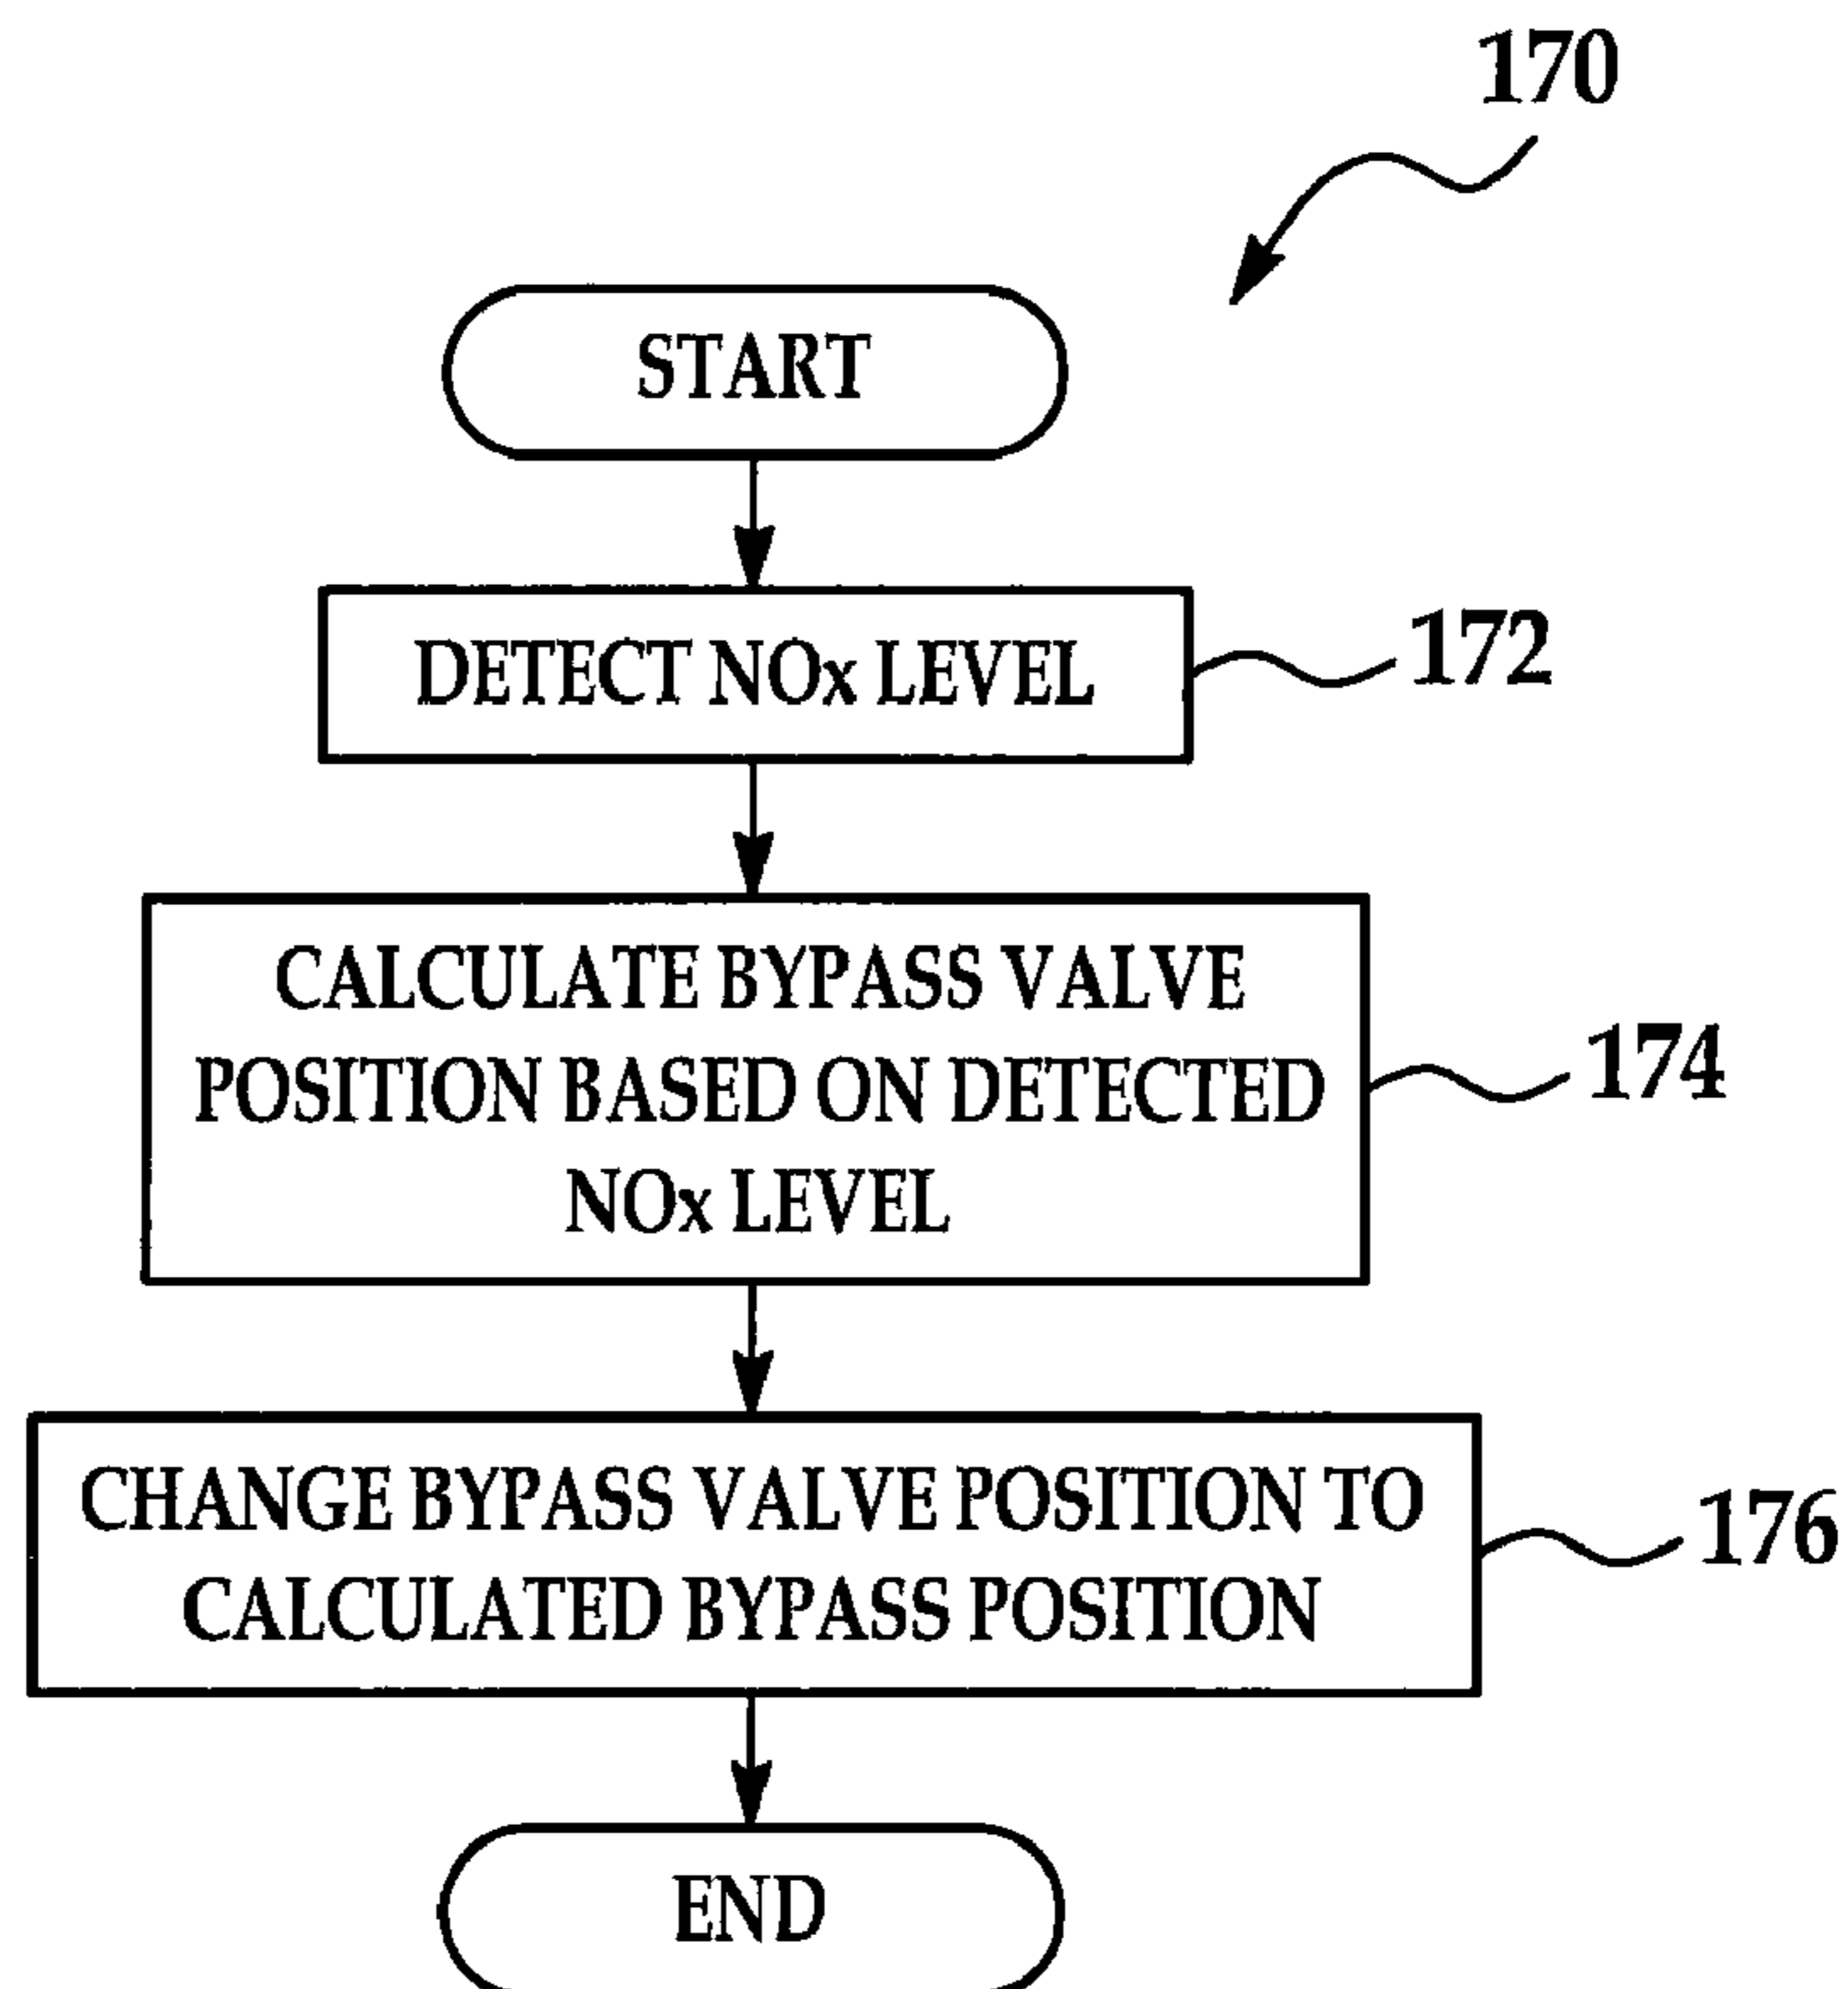 170
START
DETECT NOx LEVEL
172
CALCULATE BYPASS VALVE
POSITION BASED ON DETECTED
NOx LEVEL
174
CHANGE BYPASS VALVE POSITION TO
CALCULATED BYPASS POSITION
176
END